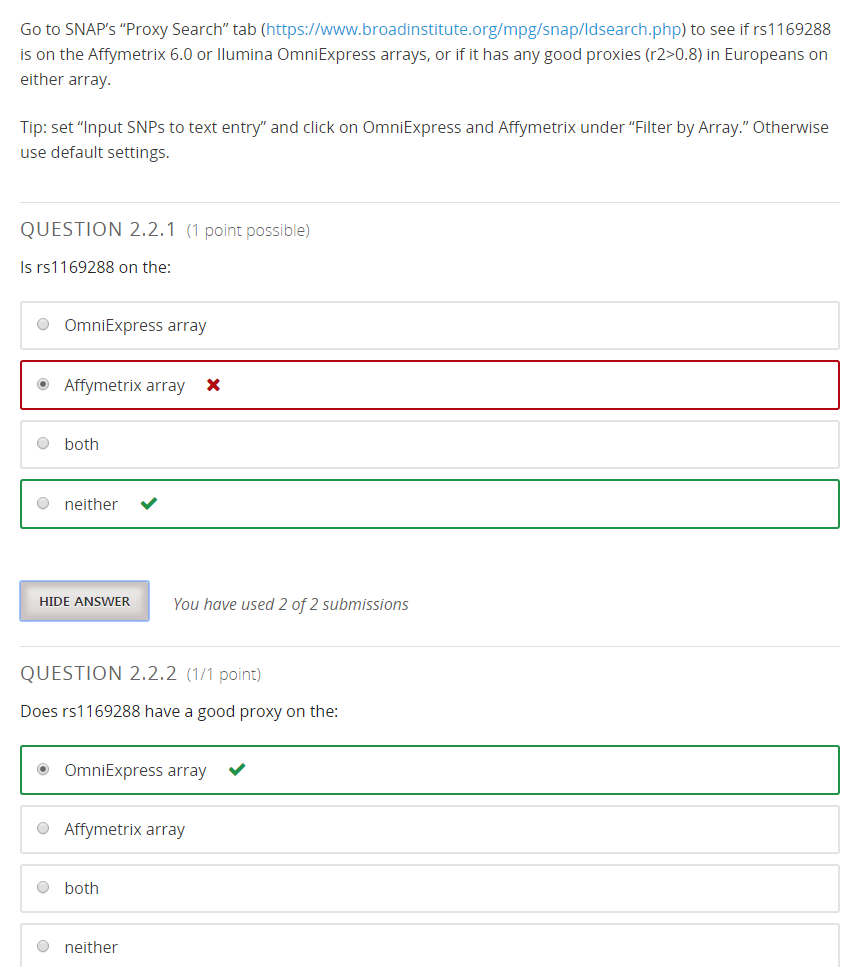 Go to SNAP's “Proxy Search” tab (https://www.broadinstitute.org/mpg/snap/ldsearch.php) to see if rs1169288
is on the Affymetrix 6.0 or Ilumina OmniExpress arrays, or if it has any good proxies (r2>0.8) in Europeans on
either array.
Tip: set “Input SNPs to text entry” and click on OmniExpress and Affymetrix under “Filter by Array.” Otherwise
use default settings.
QUESTION 2.2.1 (1 point possible)
Is rs1169288 on the:
OmniExpress array
Affymetrix array
both
neither
HIDE ANSWER You have used 2 of 2 submissions
QUESTION 2.2.2 (1/1 point)
Does rs1169288 have a good proxy on the:
OmniExpress array
Affymetrix array
both
neither